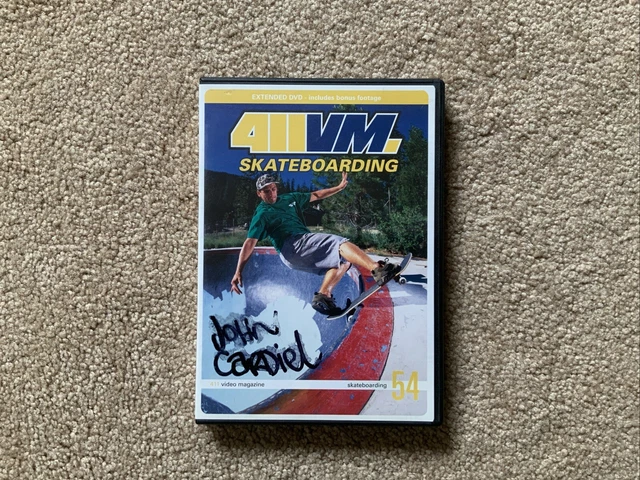 EXTENDED DVD - includes bonus footage
411VM.
SKATEBOARDING
JOHN
CARDIEL
411 video magazine
skateboarding 54